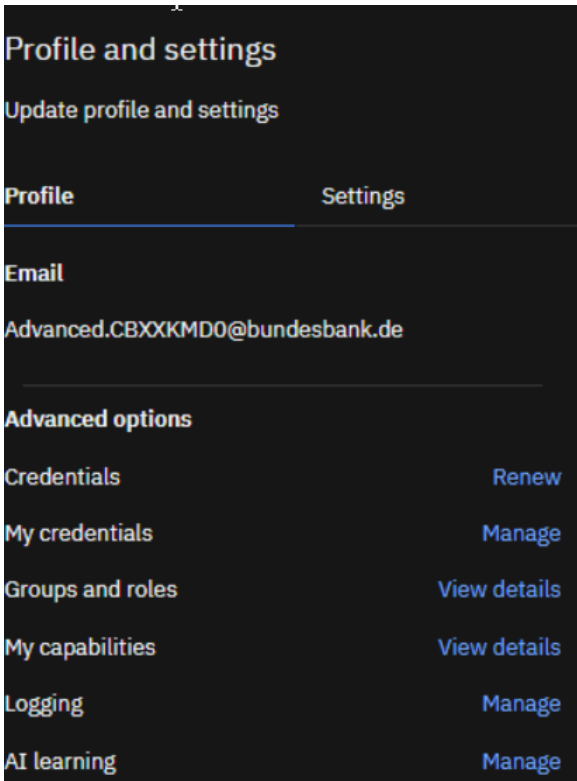 Profile and settings
Update profile and settings
Profile Settings
Email
Advanced.CBXXKMD0@bundesbank.de
Advanced options
Credentials Renew
My credentials Manage
Groups and roles View details
My capabilities View details
Logging Manage
AI learning Manage